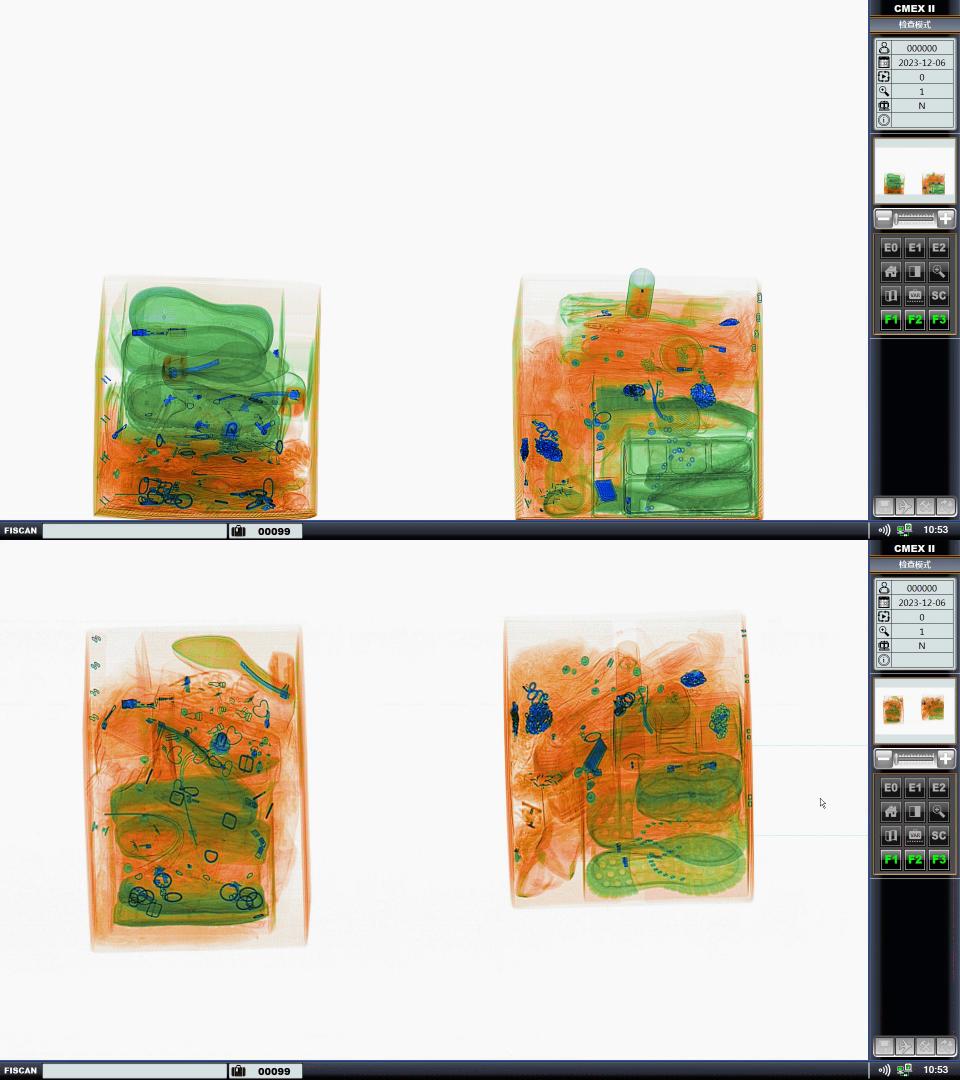 CMEX II
检查模式
000000
2023-12-06
0
1
N
E0 E1 E2
VAR SC
F1 F2 F3
FISCAN 00099 10:53
CMEX II
检查模式
000000
2023-12-06
0
1
N
E0 E1 E2
VAR SC
F1 F2 F3
FISCAN 00099 10:53